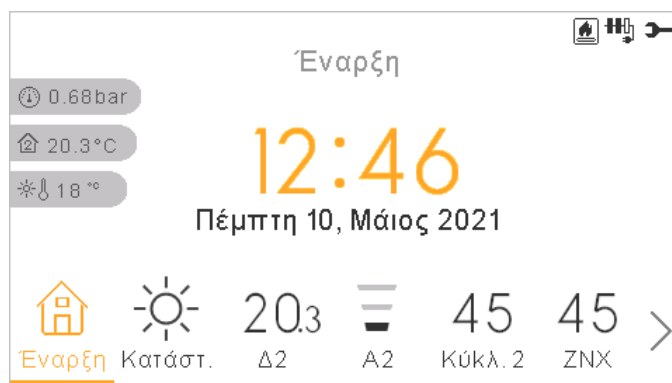 Έναρξη
0.68bar
2 20.3°C
18 °C
12:46
Πέμπτη 10, Μάιος 2021
20.3 45 45
Έναρξη Κατάστ. Δ2 Α2 Κύκλ. 2 ΖΝΧ